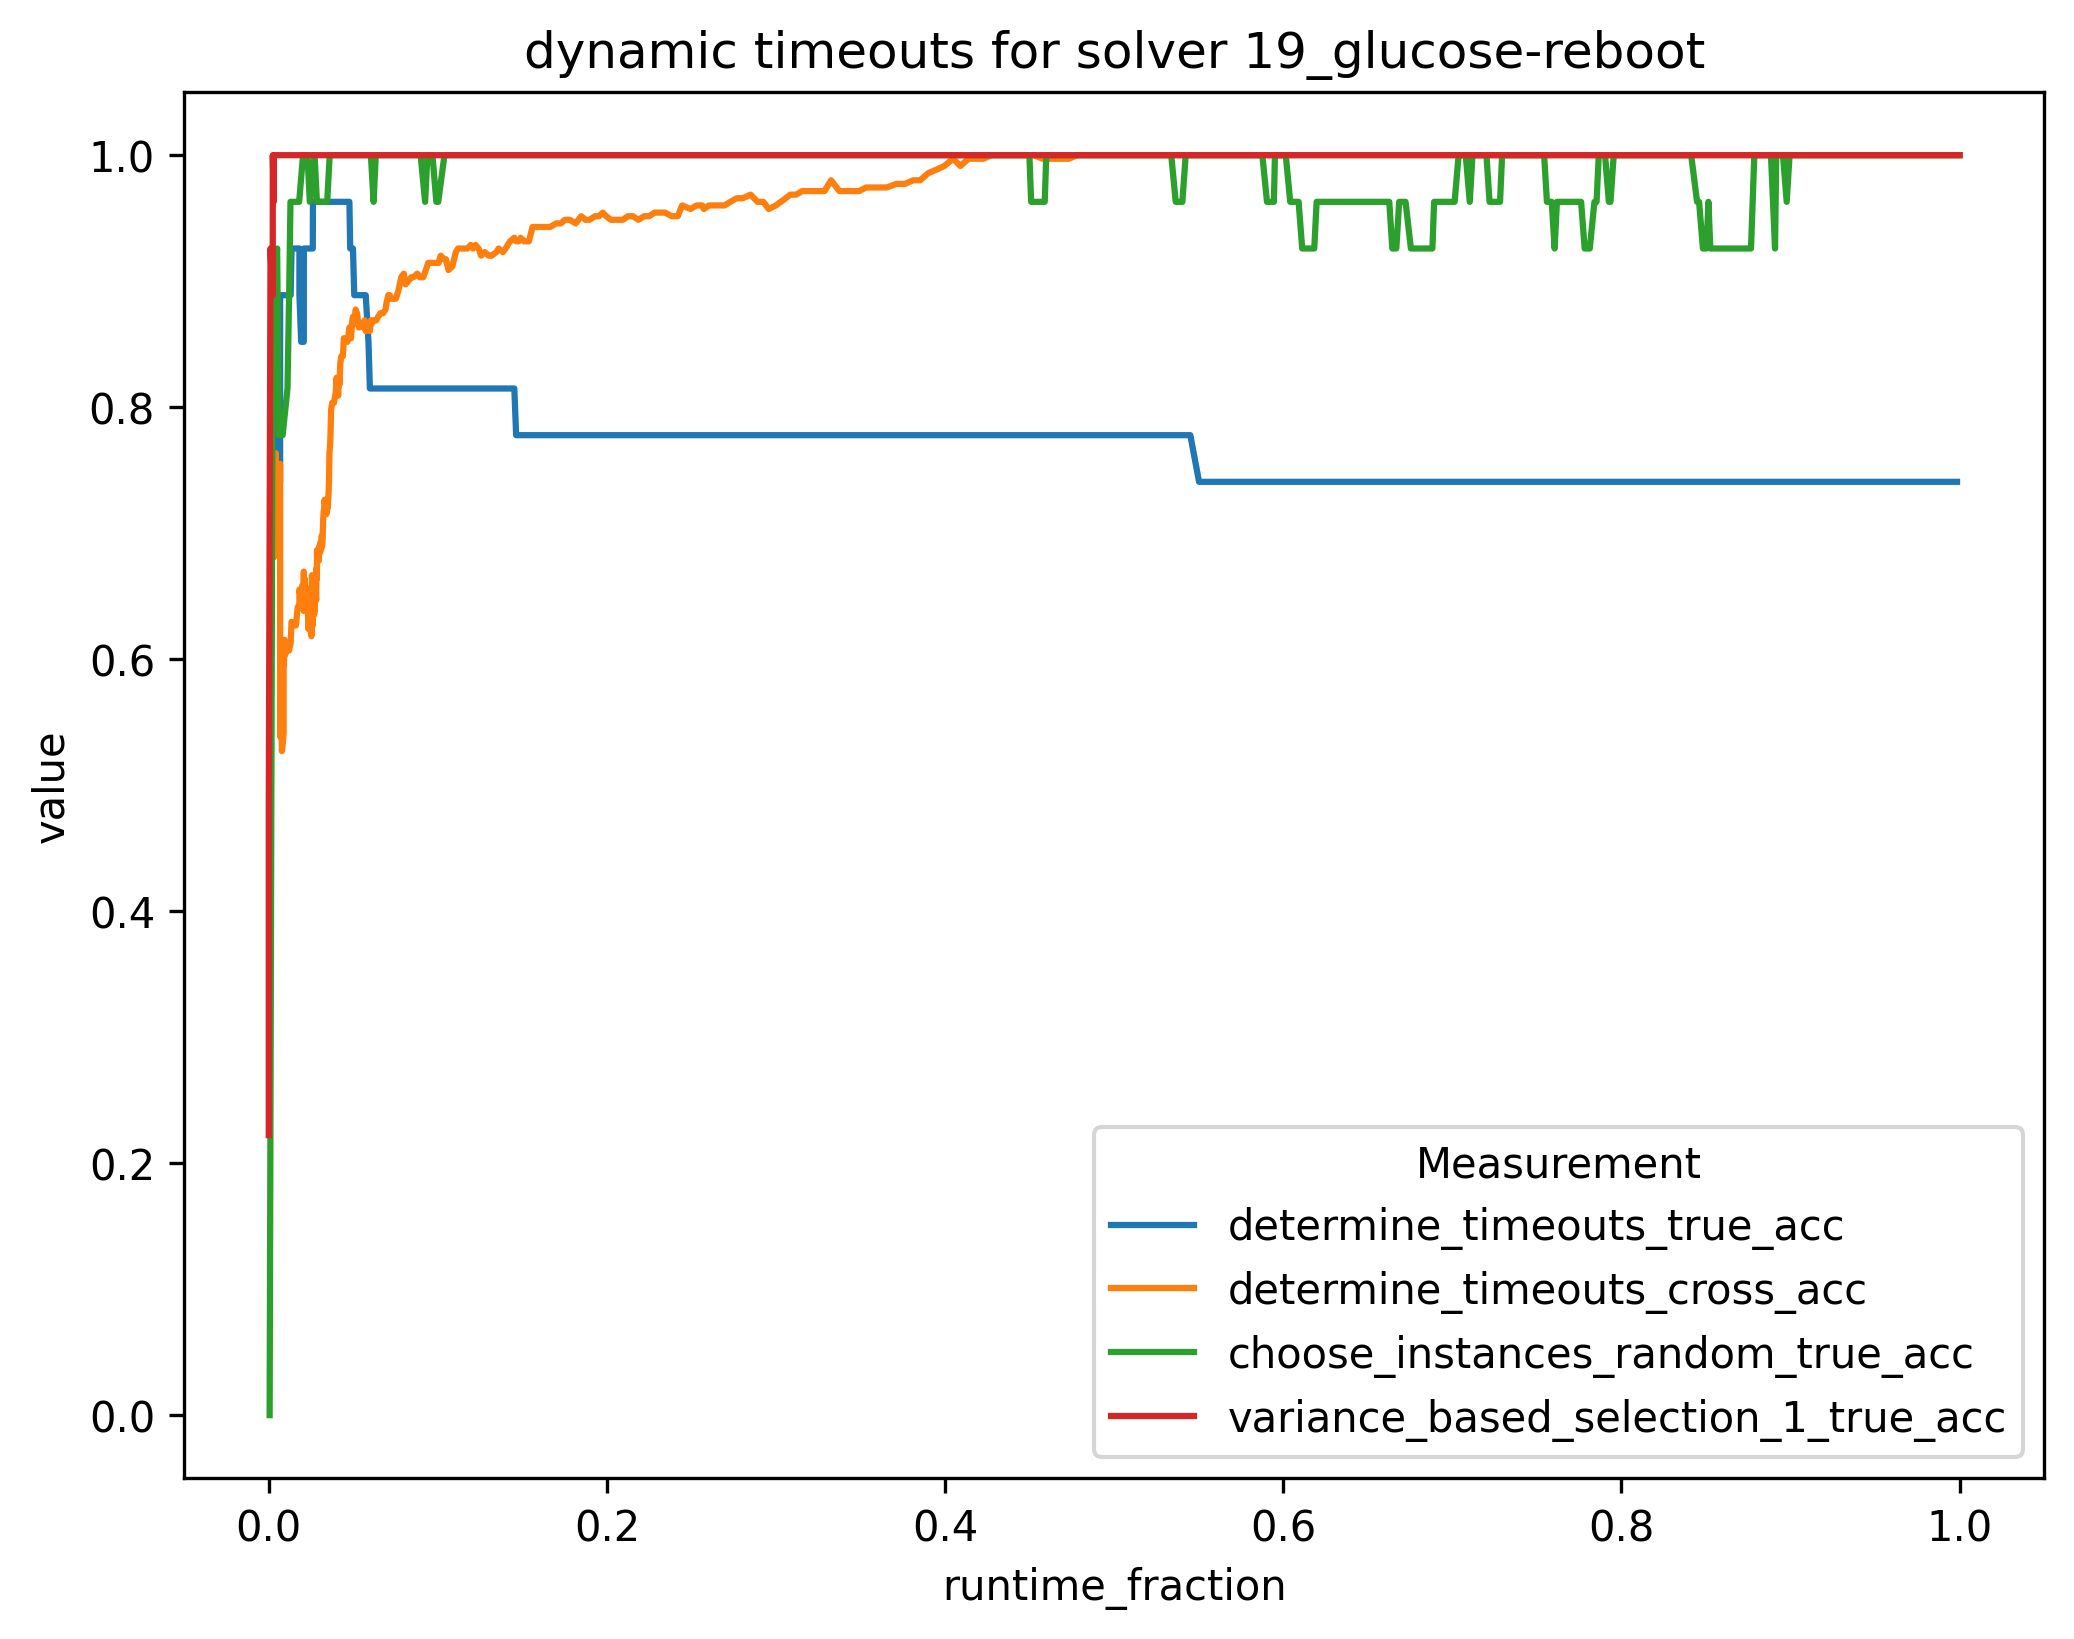 dynamic timeouts for solver 19_glucose-reboot
value
1.0
0.8
0.6
0.4
0.2
0.0
0.0 0.2 0.4 0.6 0.8 1.0
runtime_fraction
Measurement
determine_timeouts_true_acc
determine_timeouts_cross_acc
choose_instances_random_true_acc
variance_based_selection_1_true_acc